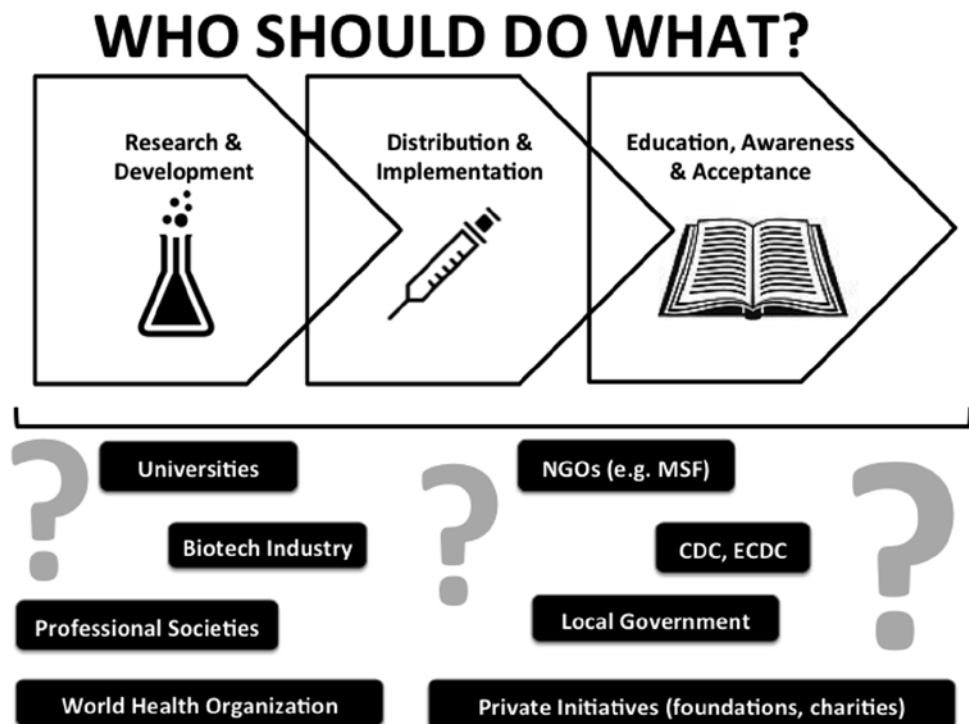 WHO SHOULD DO WHAT?
Research &
Development
Distribution &
Implementation
Education, Awareness
& Acceptance
?
?
?
Universities
NGOs (e.g. MSF)
Biotech Industry
CDC, ECDC
Professional Societies
Local Government
World Health Organization
Private Initiatives (foundations, charities)